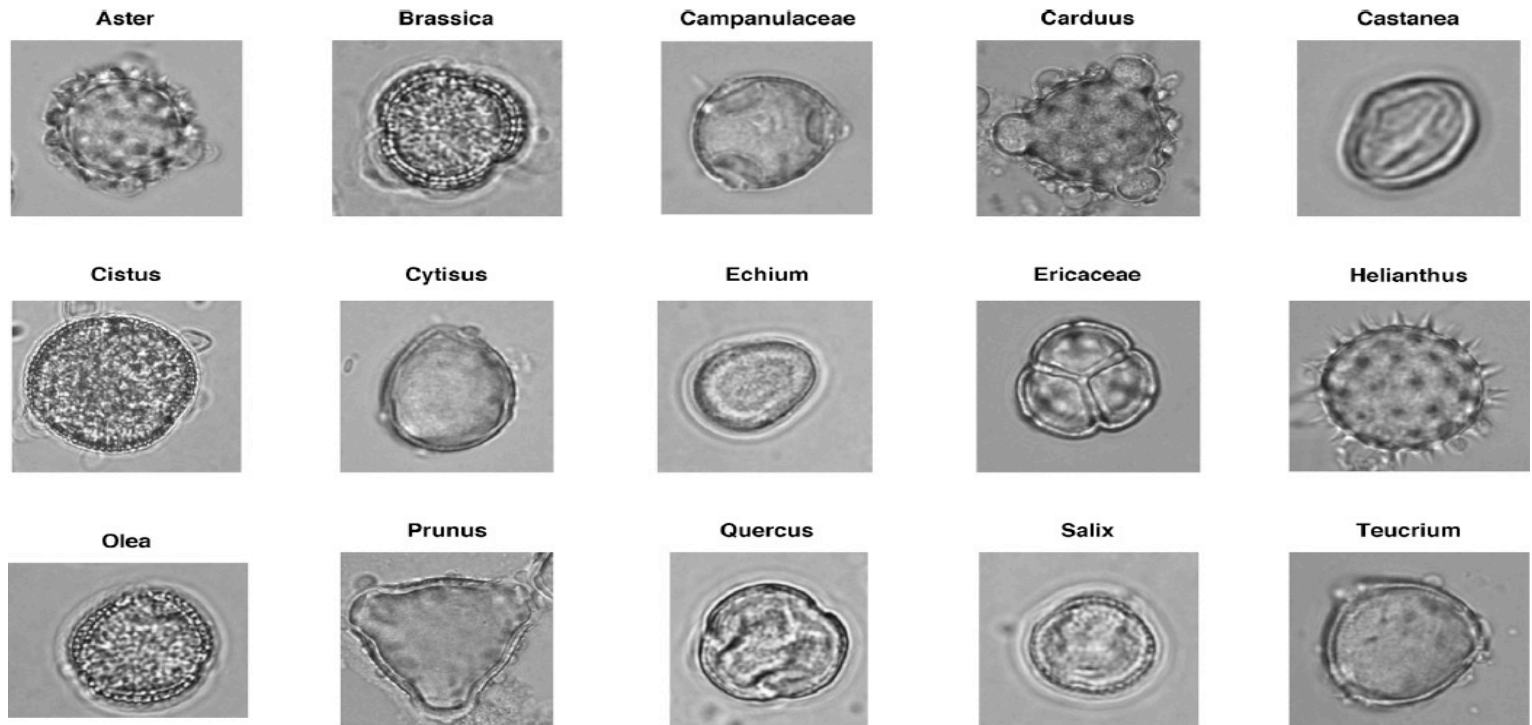 Aster
Brassica
Campanulaceae
Carduus
Castanea
Cistus
Cytisus
Echium
Ericaceae
Helianthus
Olea
Prunus
Quercus
Salix
Teucrium